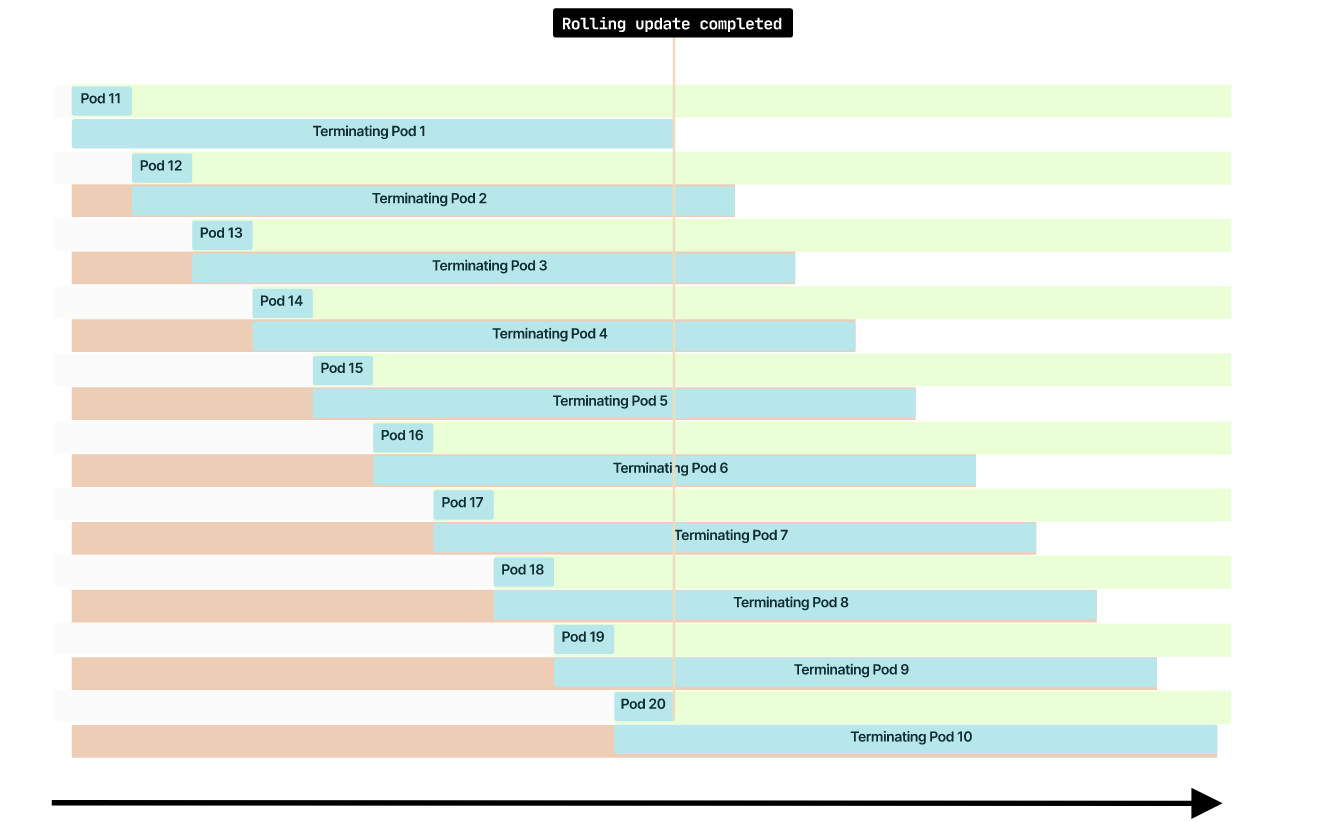 Rolling update completed
Pod 11
Terminating Pod 1
Pod 12
Terminating Pod 2
Pod 13
Terminating Pod 3
Pod 14
Terminating Pod 4
Pod 15
Terminating Pod 5
Pod 16
Terminating Pod 6
Pod 17
Terminating Pod 7
Pod 18
Terminating Pod 8
Pod 19
Terminating Pod 9
Pod 20
Terminating Pod 10